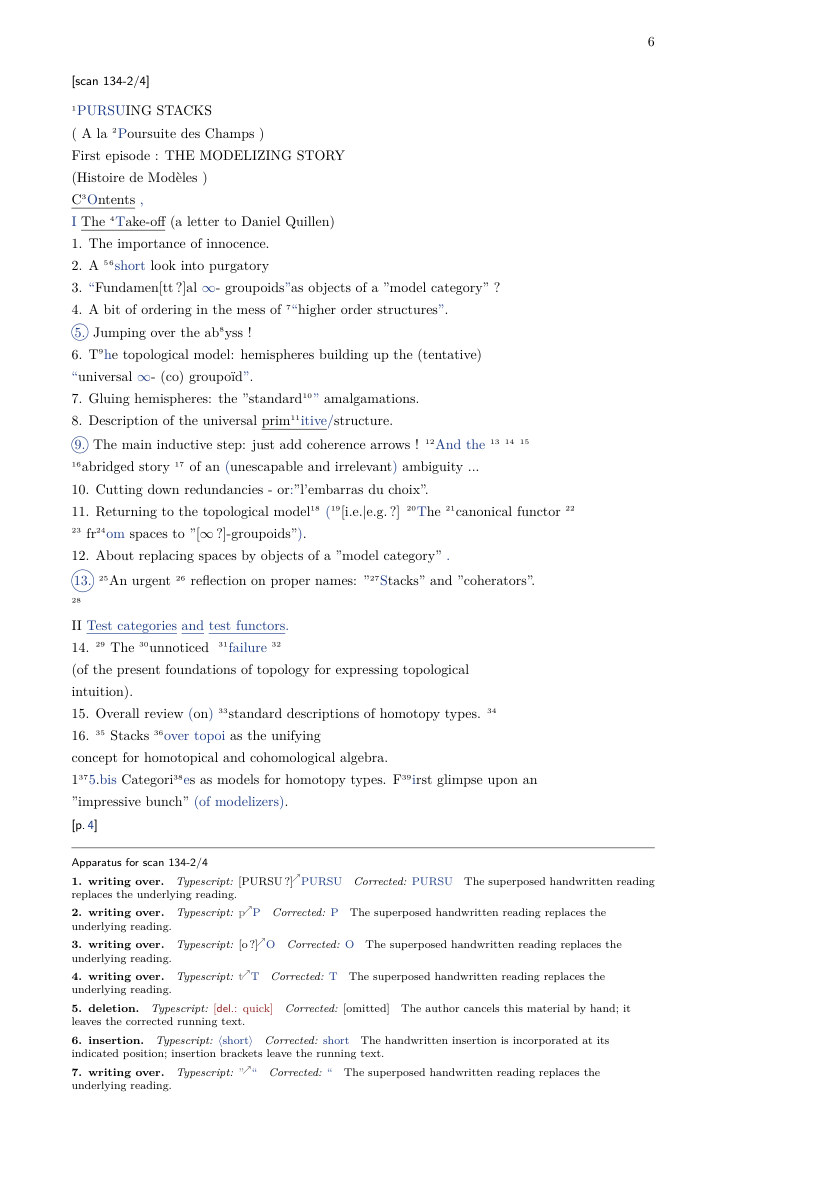 6
[scan 134-2/4]
¹PURSUING STACKS
( A la ²Poursuite des Champs )
First episode : THE MODELIZING STORY
(Histoire de Modèles )
C³Ontents ,
I The ⁴Take-off (a letter to Daniel Quillen)
1. The importance of innocence.
2. A ⁵⁶short look into purgatory
3. “Fundamen[tt ?]al ∞- groupoids”as objects of a ”model category” ?
4. A bit of ordering in the mess of ⁷“higher order structures”.
5. Jumping over the ab⁸yss !
6. T⁹he topological model: hemispheres building up the (tentative)
“universal ∞- (co) groupoïd”.
7. Gluing hemispheres: the ”standard¹⁰” amalgamations.
8. Description of the universal prim¹¹itive/structure.
9. The main inductive step: just add coherence arrows ! ¹²And the ¹³ ¹⁴ ¹⁵
¹⁶abridged story ¹⁷ of an (unescapable and irrelevant) ambiguity ...
10. Cutting down redundancies - or:”l’embarras du choix”.
11. Returning to the topological model¹⁸ (¹⁹[i.e.|e.g. ?] ²⁰The ²¹canonical functor ²²
²³ fr²⁴om spaces to ”[∞ ?]-groupoids”).
12. About replacing spaces by objects of a ”model category” .
13. ²⁵An urgent ²⁶ reflection on proper names: ”²⁷Stacks” and ”coherators”.
²⁸
II Test categories and test functors.
14. ²⁹ The ³⁰unnoticed ³¹failure ³²
(of the present foundations of topology for expressing topological
intuition).
15. Overall review (on) ³³standard descriptions of homotopy types. ³⁴
16. ³⁵ Stacks ³⁶over topoi as the unifying
concept for homotopical and cohomological algebra.
1³⁷5.bis Categori³⁸es as models for homotopy types. F³⁹irst glimpse upon an
”impressive bunch” (of modelizers).
[p. 4]
Apparatus for scan 134-2/4
1. writing over. Typescript: [PURSU ?]↗PURSU Corrected: PURSU The superposed handwritten reading
replaces the underlying reading.
2. writing over. Typescript: p↗P Corrected: P The superposed handwritten reading replaces the
underlying reading.
3. writing over. Typescript: [o ?]↗O Corrected: O The superposed handwritten reading replaces the
underlying reading.
4. writing over. Typescript: t↗T Corrected: T The superposed handwritten reading replaces the
underlying reading.
5. deletion. Typescript: [del.: quick] Corrected: [omitted] The author cancels this material by hand; it
leaves the corrected running text.
6. insertion. Typescript: ⟨short⟩ Corrected: short The handwritten insertion is incorporated at its
indicated position; insertion brackets leave the running text.
7. writing over. Typescript: ”↗“ Corrected: “ The superposed handwritten reading replaces the
underlying reading.